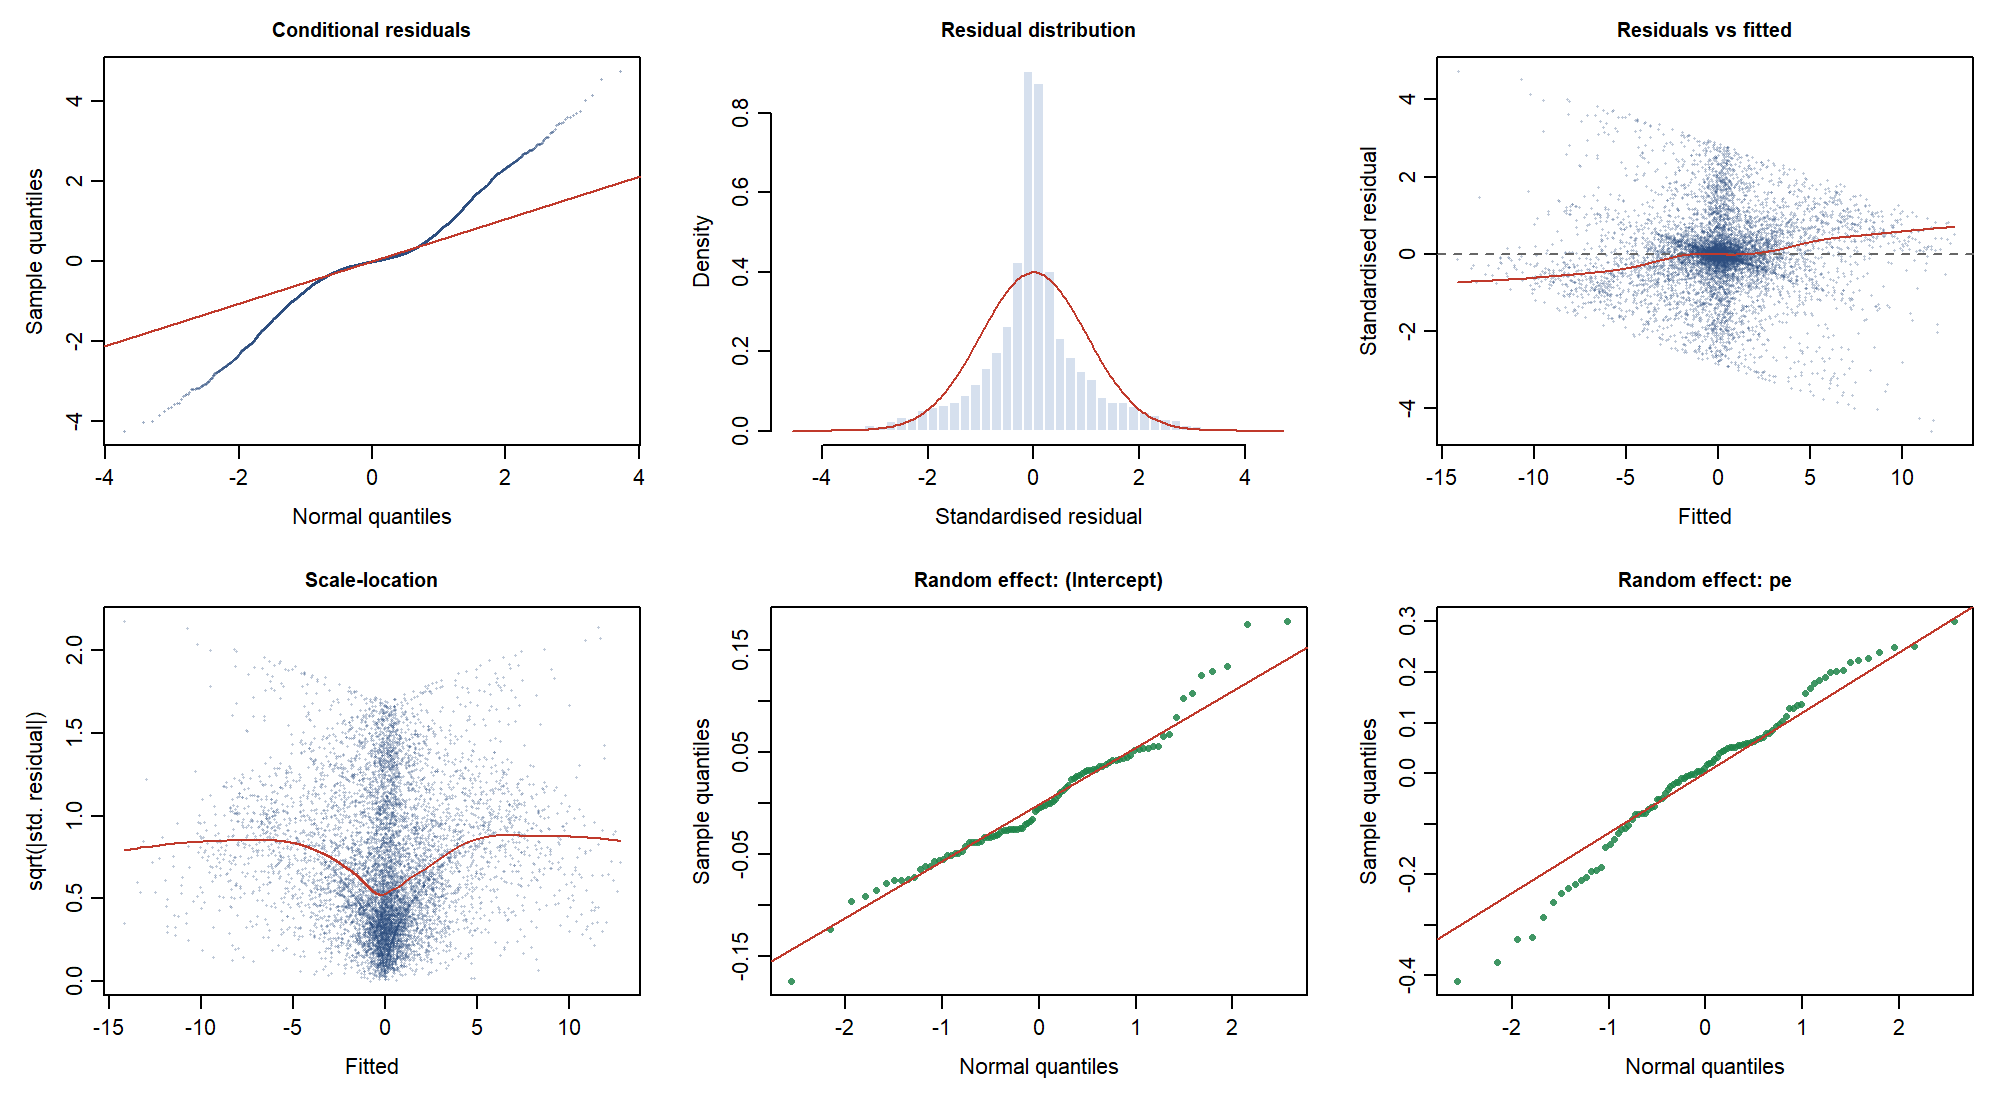 Conditional residuals
Sample quantiles
4
2
0
-2
-4
-4 -2 0 2 4
Normal quantiles
Residual distribution
Density
0.8
0.6
0.4
0.2
0.0
-4 -2 0 2 4
Standardised residual
Residuals vs fitted
Standardised residual
4
2
0
-2
-4
-15 -10 -5 0 5 10
Fitted
Scale-location
sqrt(|std. residual|)
2.0
1.5
1.0
0.5
0.0
-15 -10 -5 0 5 10
Fitted
Random effect: (Intercept)
Sample quantiles
0.15
0.05
-0.05
-0.15
-2 -1 0 1 2
Normal quantiles
Random effect: pe
Sample quantiles
0.3
0.2
0.1
0.0
-0.2
-0.4
-2 -1 0 1 2
Normal quantiles